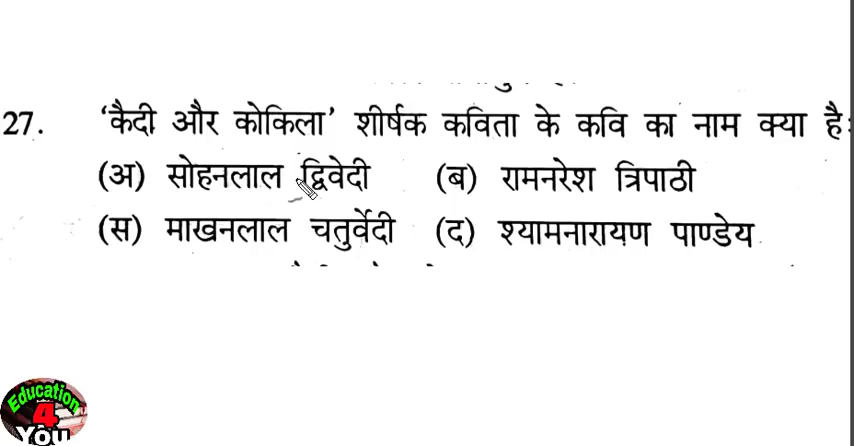 27. 'कैदी और कोकिला' शीर्षक कविता के कवि का नाम क्या है
(अ) सोहनलाल द्विवेदी (ब) रामनरेश त्रिपाठी
(स) माखनलाल चतुर्वेदी (द) श्यामनारायण पाण्डेय
Education
4
You